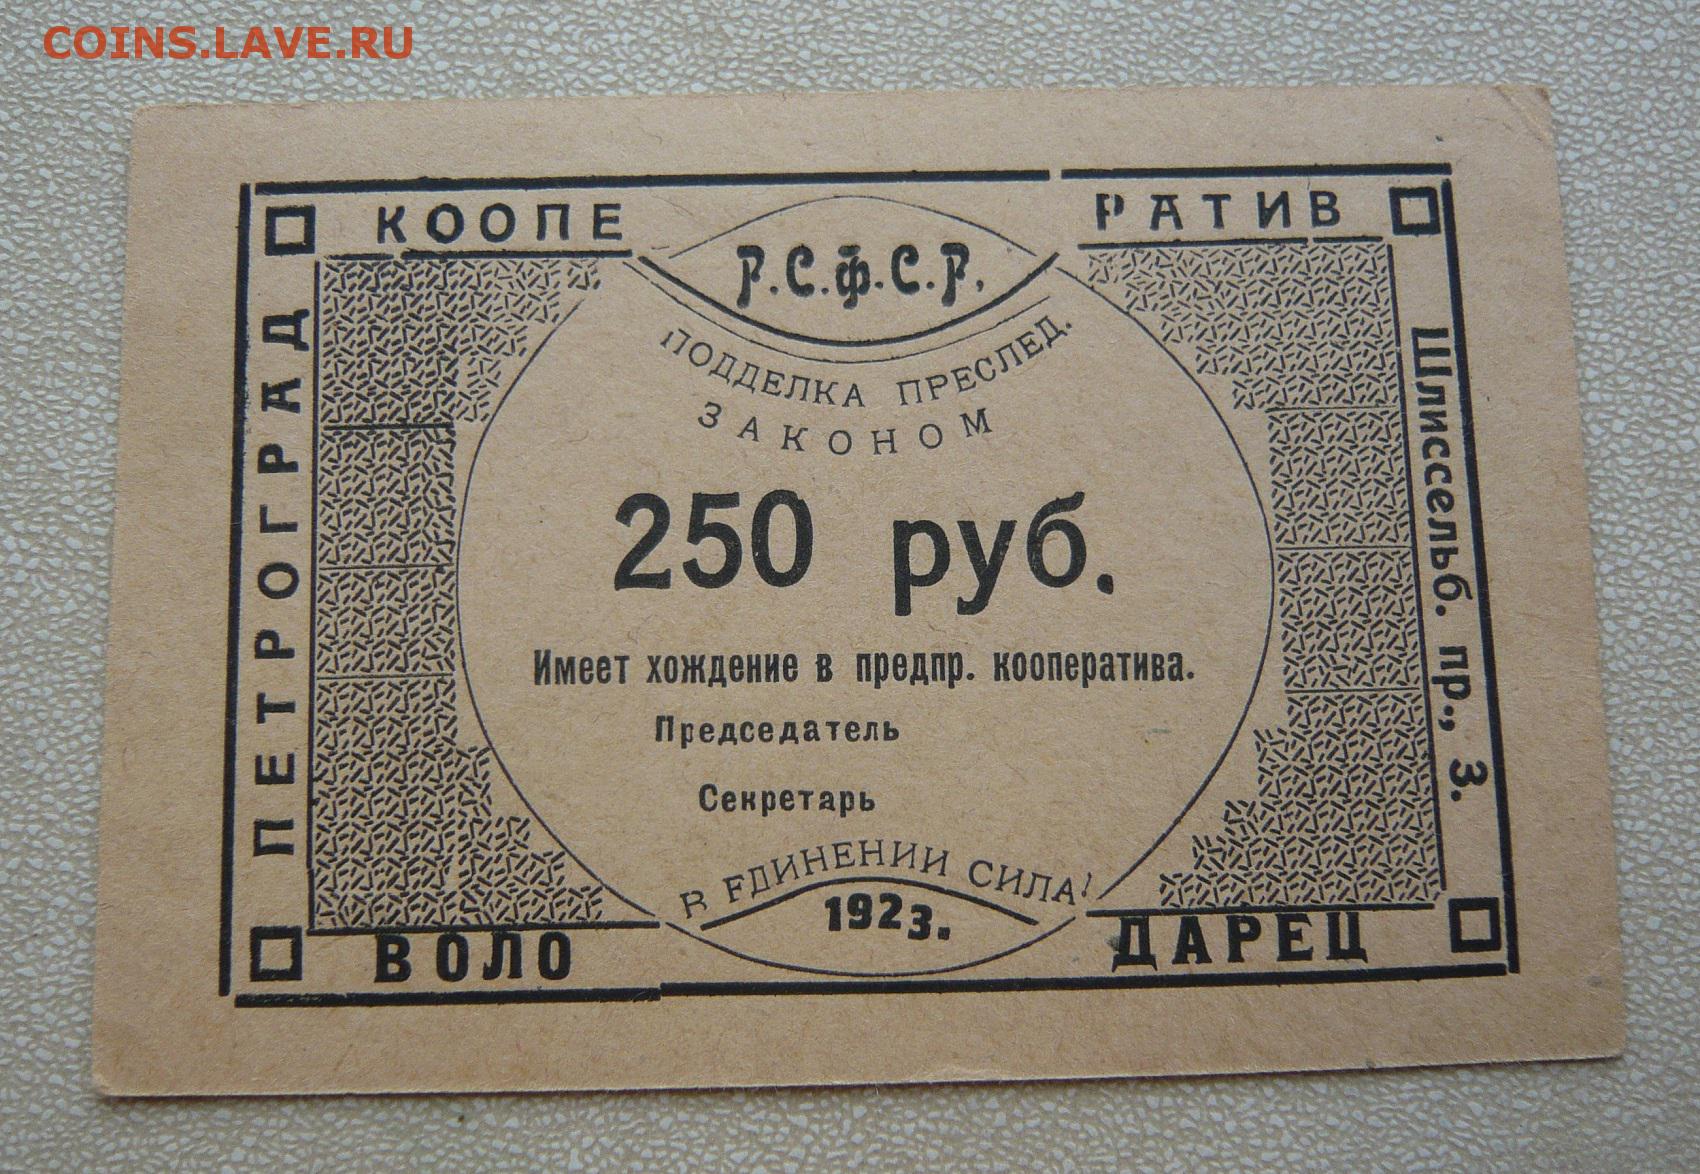 COINS.LAVE.RU
КООПЕ РАТИВ
Р.С.Ф.С.Р.
ПОДДЕЛКА ПРЕСЛЕД.
ЗАКОНОМ
ПЕТРОГРАД
Шлиссельб. пр., 3.
250 руб.
Имеет хождение в предпр. кооператива.
Председатель
Секретарь
В ЕДИНЕНИИ СИЛА!
1923.
ВОЛО ДАРЕЦ